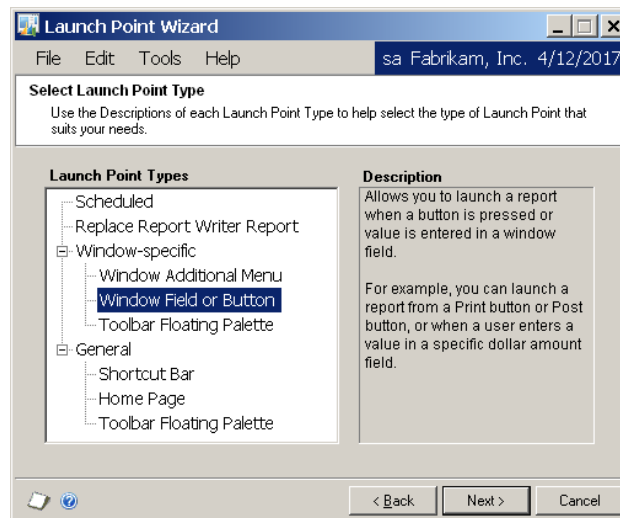 Launch Point Wizard
File Edit Tools Help sa Fabrikam, Inc. 4/12/2017
Select Launch Point Type
Use the Descriptions of each Launch Point Type to help select the type of Launch Point that
suits your needs.
Launch Point Types
Scheduled
Replace Report Writer Report
Window-specific
Window Additional Menu
Window Field or Button
Toolbar Floating Palette
General
Shortcut Bar
Home Page
Toolbar Floating Palette
Description
Allows you to launch a report
when a button is pressed or
value is entered in a window
field.
For example, you can launch a
report from a Print button or Post
button, or when a user enters a
value in a specific dollar amount
field.
< Back Next > Cancel